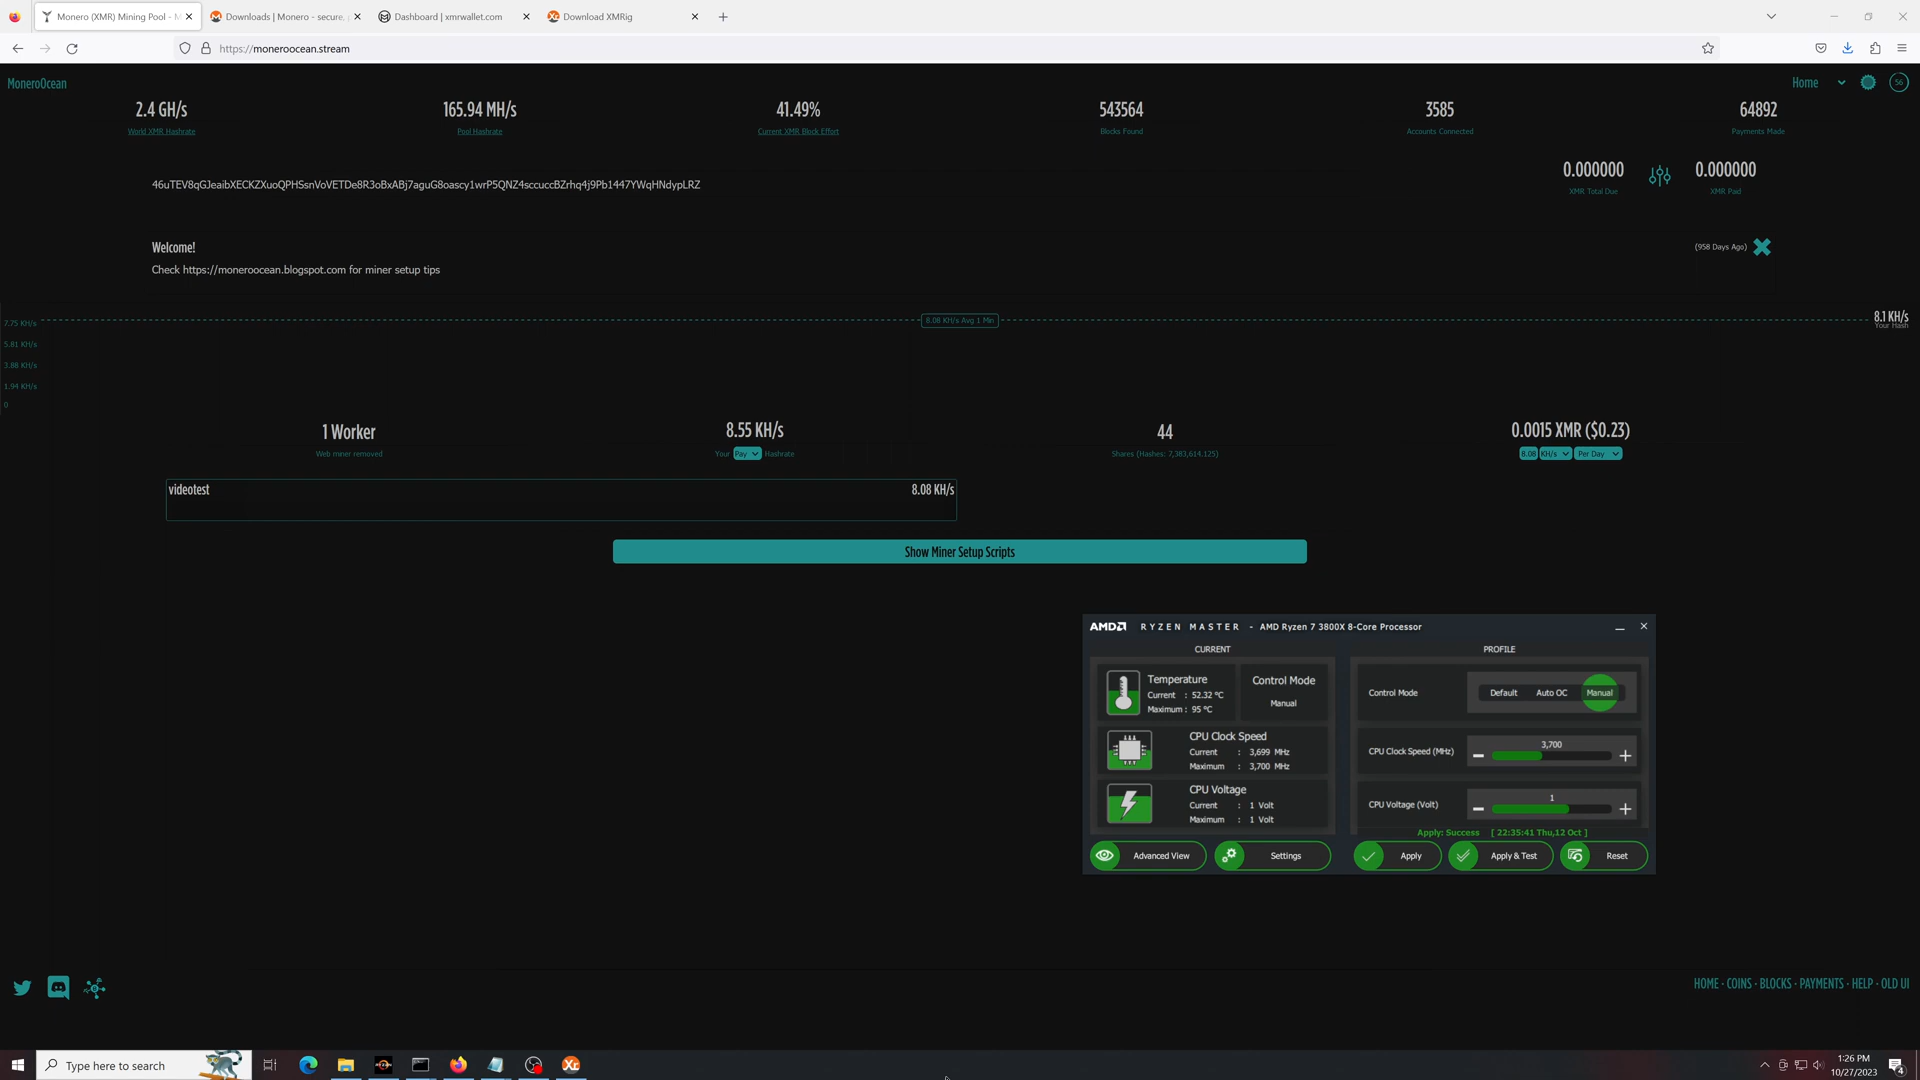 Monero (XMR) Mining Pool - M
Downloads | Monero - secure,
Dashboard | xmrwallet.com
Download XMRig
https://moneroocean.stream
MoneroOcean
Home
56
2.4 GH/s
165.94 MH/s
41.49%
543564
3585
64892
World XMR Hashrate
Pool Hashrate
Current XMR Block Effort
Blocks Found
Accounts Connected
Payments Made
46uTEV8qGJeaibXECKZXuoQPHSsnVoVETDe8R3oBxABj7aguG8oascy1wrP5QNZ4sccuccBZrhq4j9Pb1447YWqHNdypLRZ
0.000000
XMR Total Due
0.000000
XMR Paid
Welcome!
(958 Days Ago)
Check https://moneroocean.blogspot.com for miner setup tips
7.75 KH/s
8.08 KH/s Avg 1 Min
8.1 KH/s
Your Hash
5.81 KH/s
3.88 KH/s
1.94 KH/s
0
1 Worker
8.55 KH/s
44
0.0015 XMR ($0.23)
Web miner removed
Your Pay Hashrate
Shares (Hashes: 7,383,614.125)
8.08 KH/s Per Day
videotest
8.08 KH/s
Show Miner Setup Scripts
AMD RYZEN MASTER - AMD Ryzen 7 3800X 8-Core Processor
CURRENT
Temperature
Current : 52.32 °C
Maximum : 95 °C
Control Mode
Manual
CPU Clock Speed
Current : 3,699 MHz
Maximum : 3,700 MHz
CPU Voltage
Current : 1 Volt
Maximum : 1 Volt
Advanced View
Settings
PROFILE
Control Mode
Default
Auto OC
Manual
CPU Clock Speed (MHz)
3,700
CPU Voltage (Volt)
1
Apply: Success [ 22:35:41 Thu,12 Oct ]
Apply
Apply & Test
Reset
HOME · COINS · BLOCKS · PAYMENTS · HELP · OLD UI
Type here to search
1:26 PM
10/27/2023
4